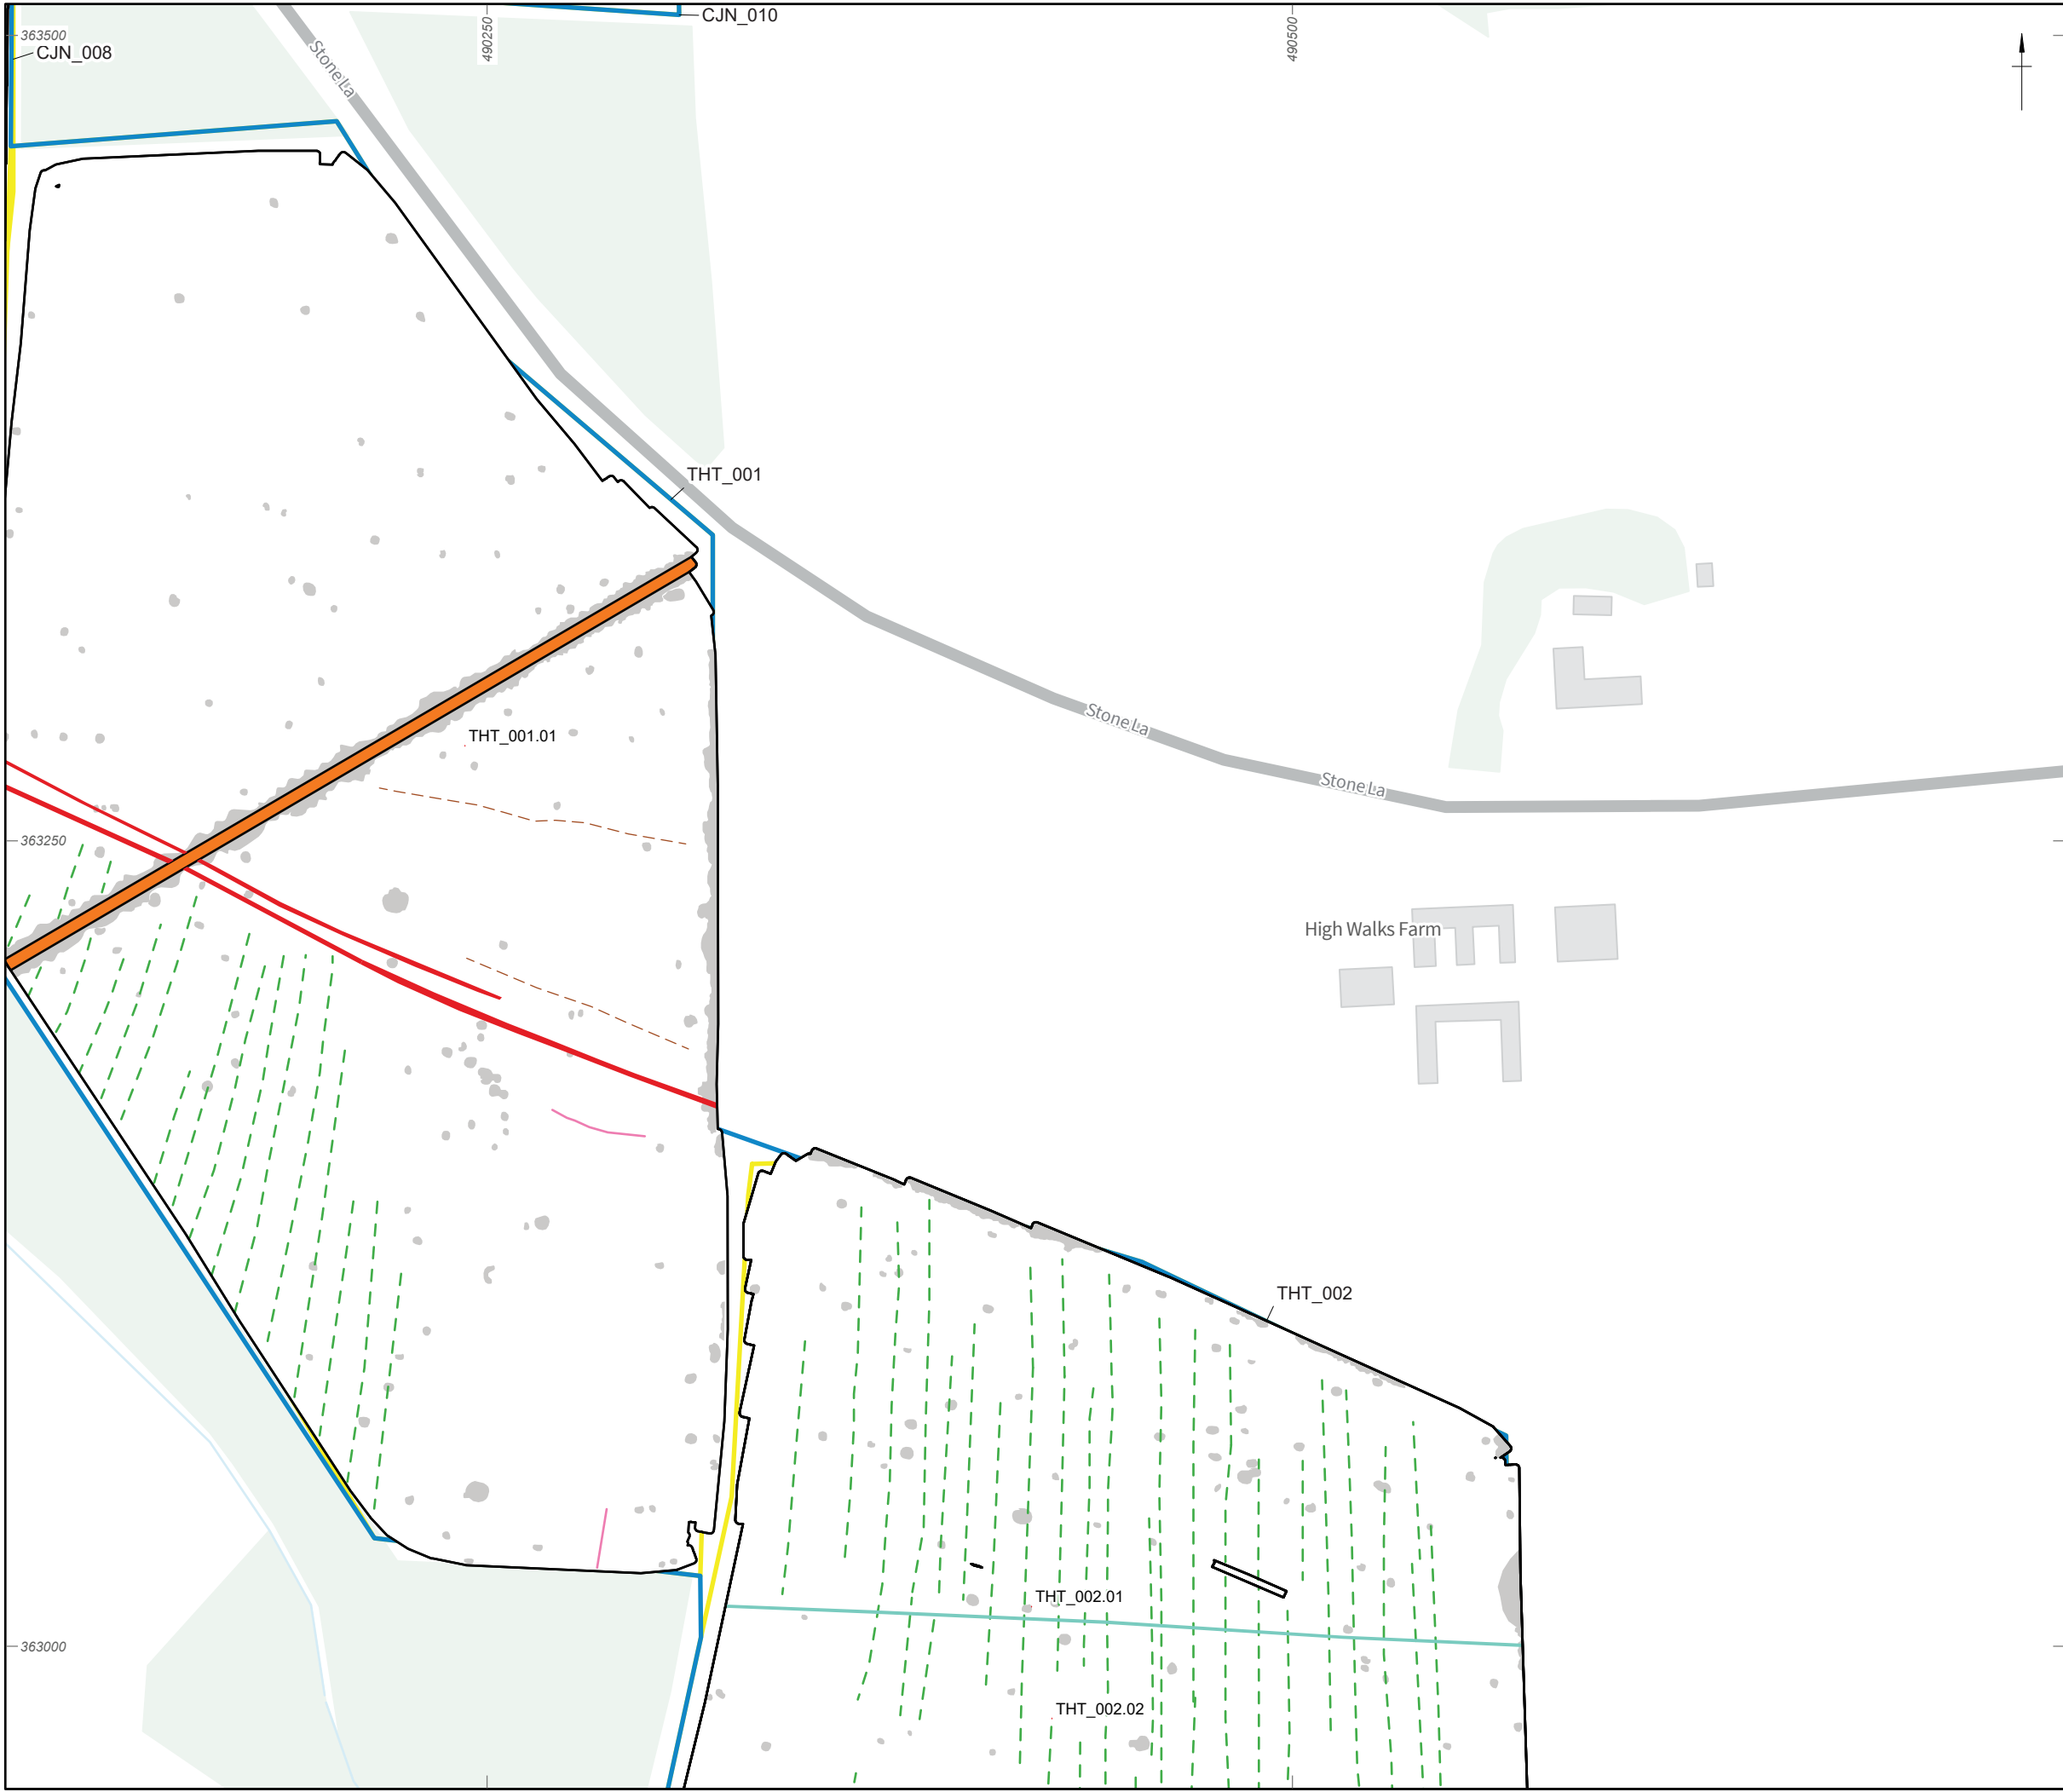 CJN_010
363500
490250
490500
CJN_008
Stone La
THT_001
Stone La
THT_001.01
Stone La
363250
High Walks Farm
THT_002
THT_002.01
363000
THT_002.02